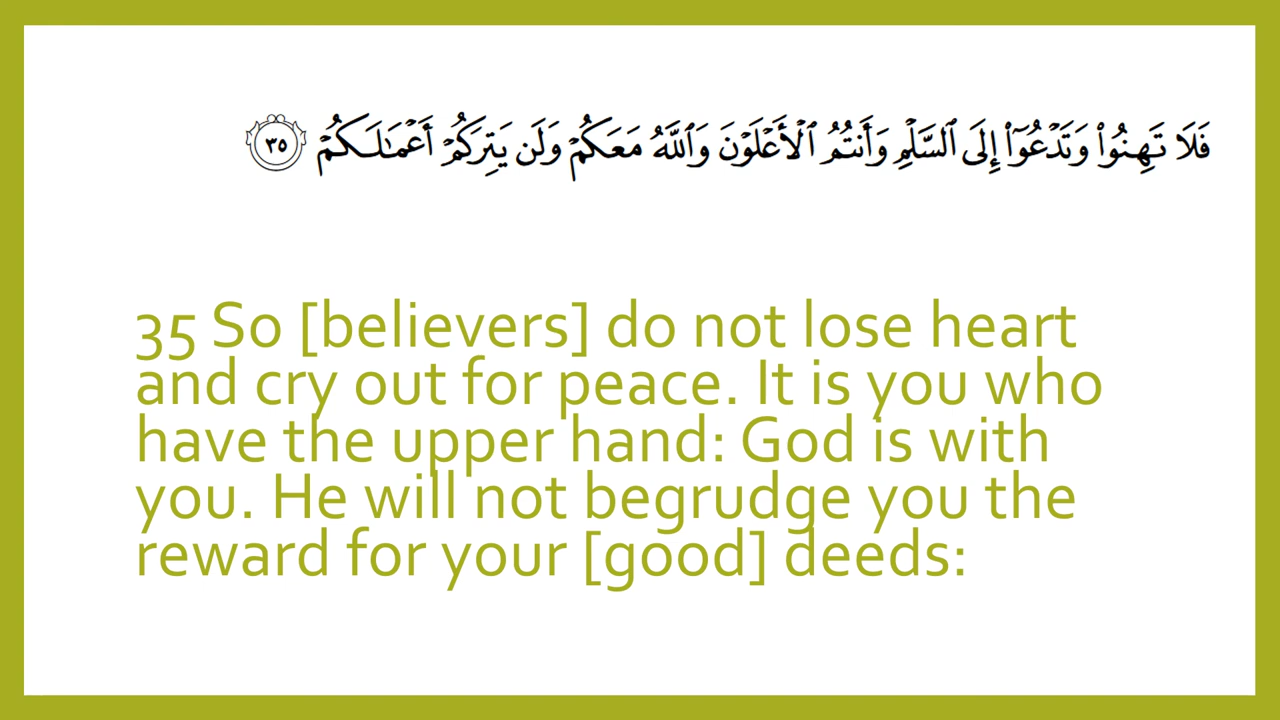 فَلَا تَهِنُوا۟ وَتَدْعُوٓا۟ إِلَى ٱلسَّلْمِ وَأَنتُمُ ٱلْأَعْلَوْنَ وَٱللَّهُ مَعَكُمْ وَلَن يَتِرَكُمْ أَعْمَـٰلَكُمْ ٣٥
35 So [believers] do not lose heart
and cry out for peace. It is you who
have the upper hand: God is with
you. He will not begrudge you the
reward for your [good] deeds: